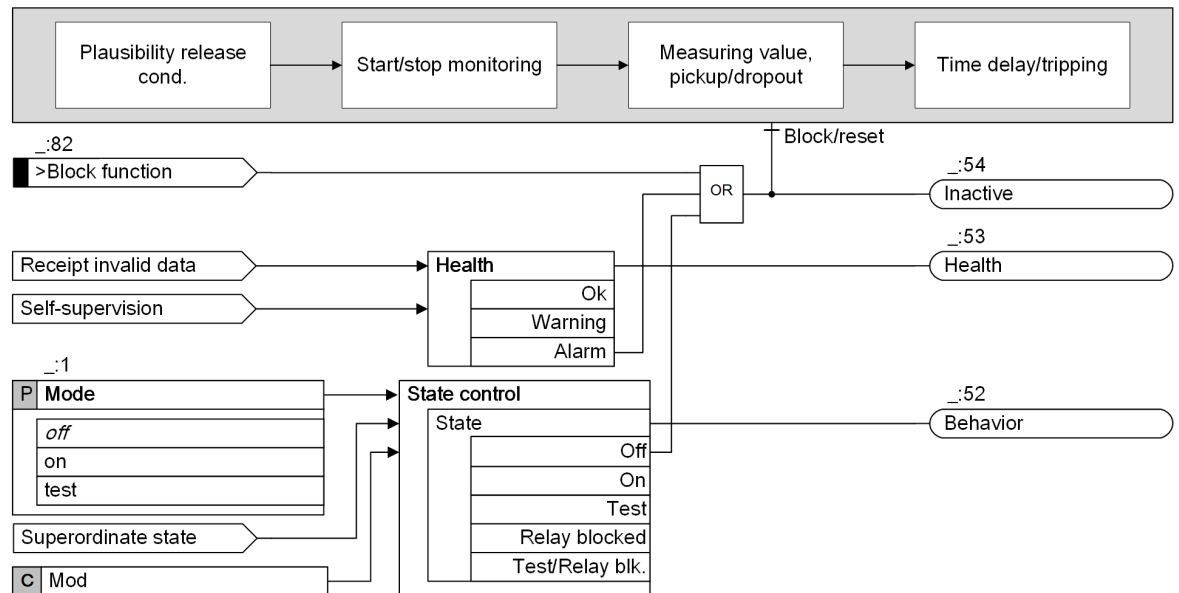 Plausibility release
cond.
Start/stop monitoring
Measuring value,
pickup/dropout
Time delay/tripping
Block/reset
_:82
>Block function
OR
_:54
Inactive
_:53
Health
Receipt invalid data
Self-supervision
Health
Ok
Warning
Alarm
_:1
P Mode
off
on
test
Superordinate state
C Mod
State control
State
Off
On
Test
Relay blocked
Test/Relay blk.
_:52
Behavior